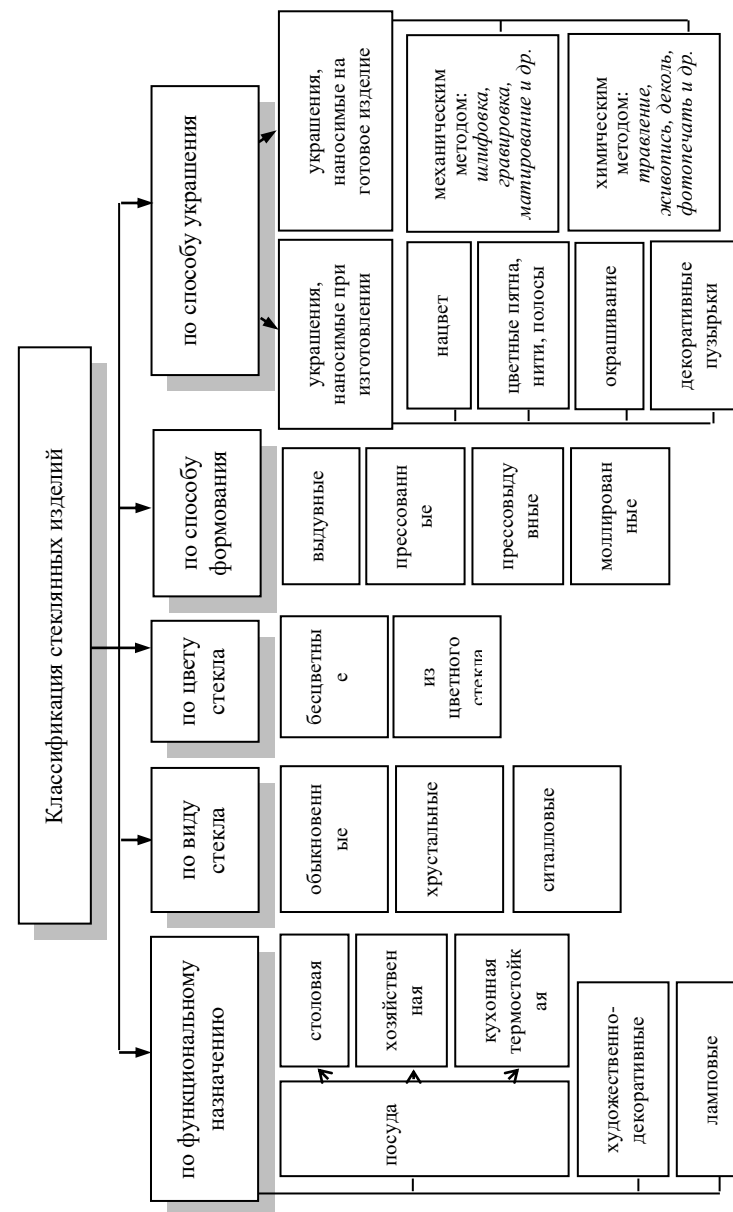 Классификация стеклянных изделий
по функциональному
назначению
посуда
столовая
хозяйствен
ная
кухонная
термостойк
ая
художественно-
декоративные
ламповые
по виду
стекла
обыкновенн
ые
хрустальные
ситалловые
по цвету
стекла
бесцветны
е
из
цветного
стекла
по способу
формования
выдувные
прессованн
ые
прессовыду
вные
моллирован
ные
по способу украшения
украшения,
наносимые при
изготовлении
нацвет
цветные пятна,
нити, полосы
окрашивание
декоративные
пузырьки
украшения,
наносимые на
готовое изделие
механическим
методом:
шлифовка,
гравировка,
матирование и др.
химическим
методом:
травление,
живопись, деколь,
фотопечать и др.